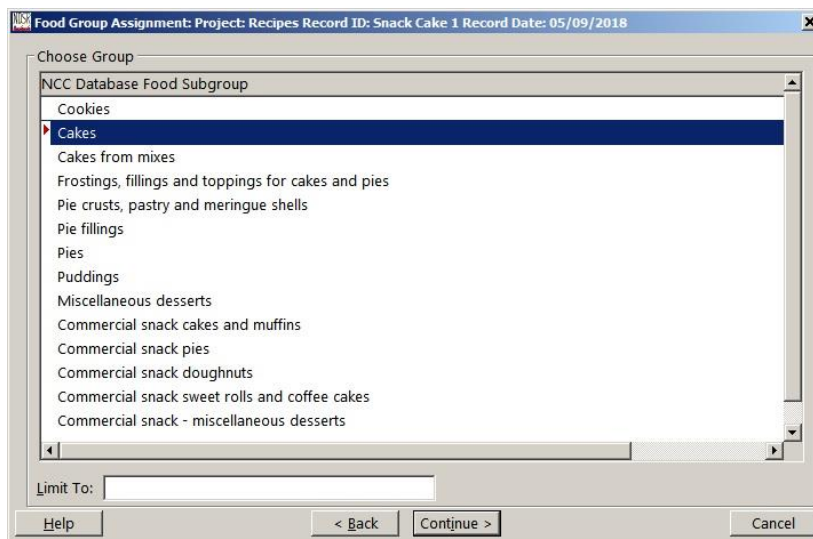 Food Group Assignment: Project: Recipes Record ID: Snack Cake 1 Record Date: 05/09/2018
Choose Group
NCC Database Food Subgroup
Cookies
Cakes
Cakes from mixes
Frostings, fillings and toppings for cakes and pies
Pie crusts, pastry and meringue shells
Pie fillings
Pies
Puddings
Miscellaneous desserts
Commercial snack cakes and muffins
Commercial snack pies
Commercial snack doughnuts
Commercial snack sweet rolls and coffee cakes
Commercial snack - miscellaneous desserts
Limit To:
Help < Back Continue > Cancel